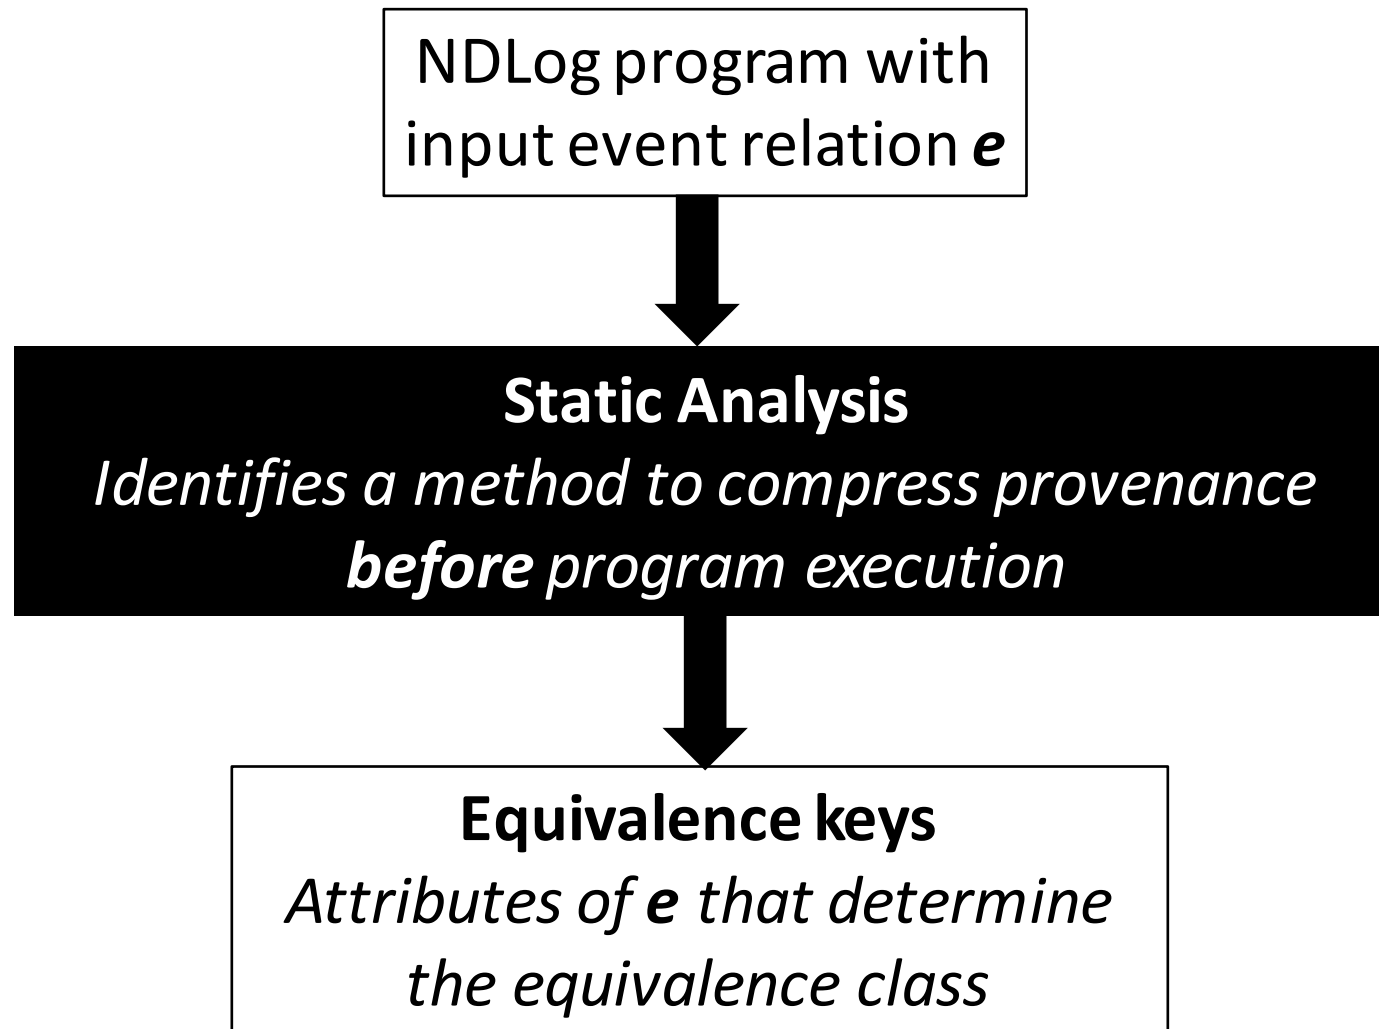 NDLog program with
input event relation e
Static Analysis
Identifies a method to compress provenance
before program execution
Equivalence keys
Attributes of e that determine
the equivalence class